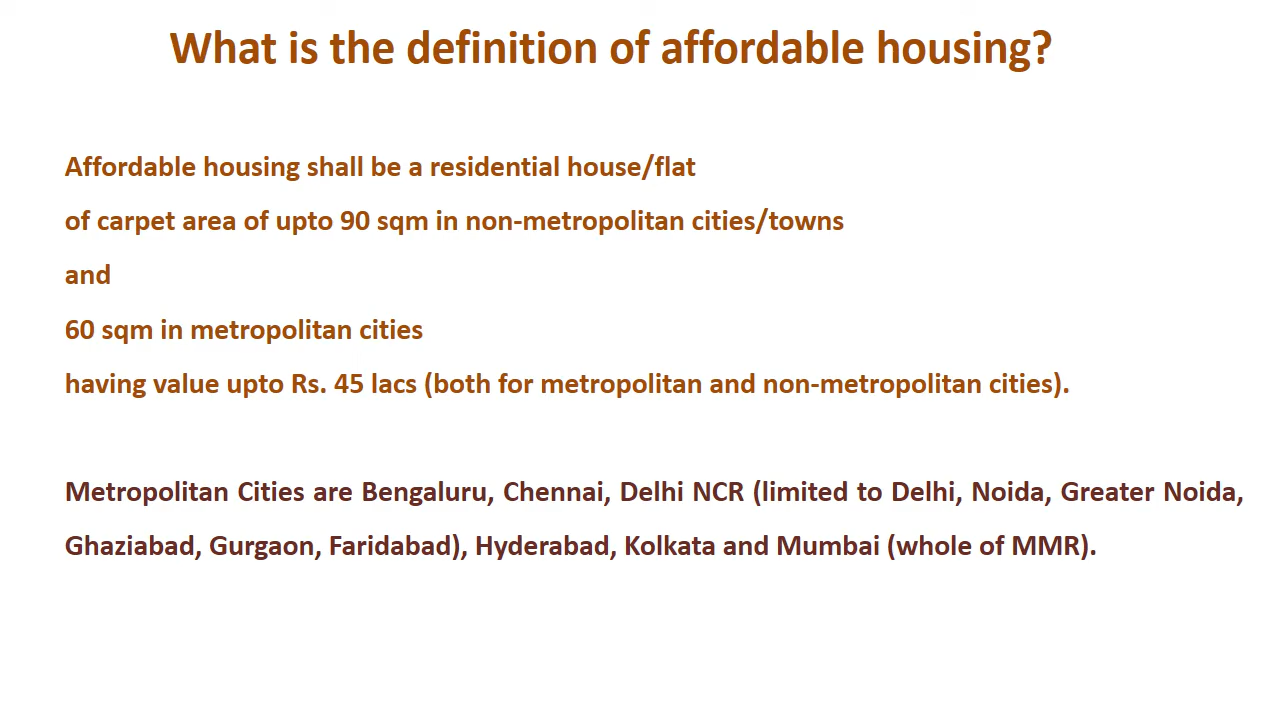 What is the definition of affordable housing?
Affordable housing shall be a residential house/flat
of carpet area of upto 90 sqm in non-metropolitan cities/towns
and
60 sqm in metropolitan cities
having value upto Rs. 45 lacs (both for metropolitan and non-metropolitan cities).
Metropolitan Cities are Bengaluru, Chennai, Delhi NCR (limited to Delhi, Noida, Greater Noida,
Ghaziabad, Gurgaon, Faridabad), Hyderabad, Kolkata and Mumbai (whole of MMR).